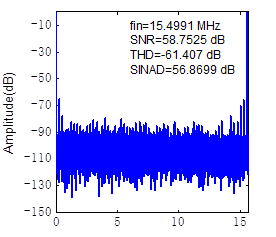 fin=15.4991 MHz
SNR=58.7525 dB
THD=-61.407 dB
SINAD=56.8699 dB
Amplitude(dB)
-10
-30
-50
-70
-90
-110
-130
-150
0 5 10 15